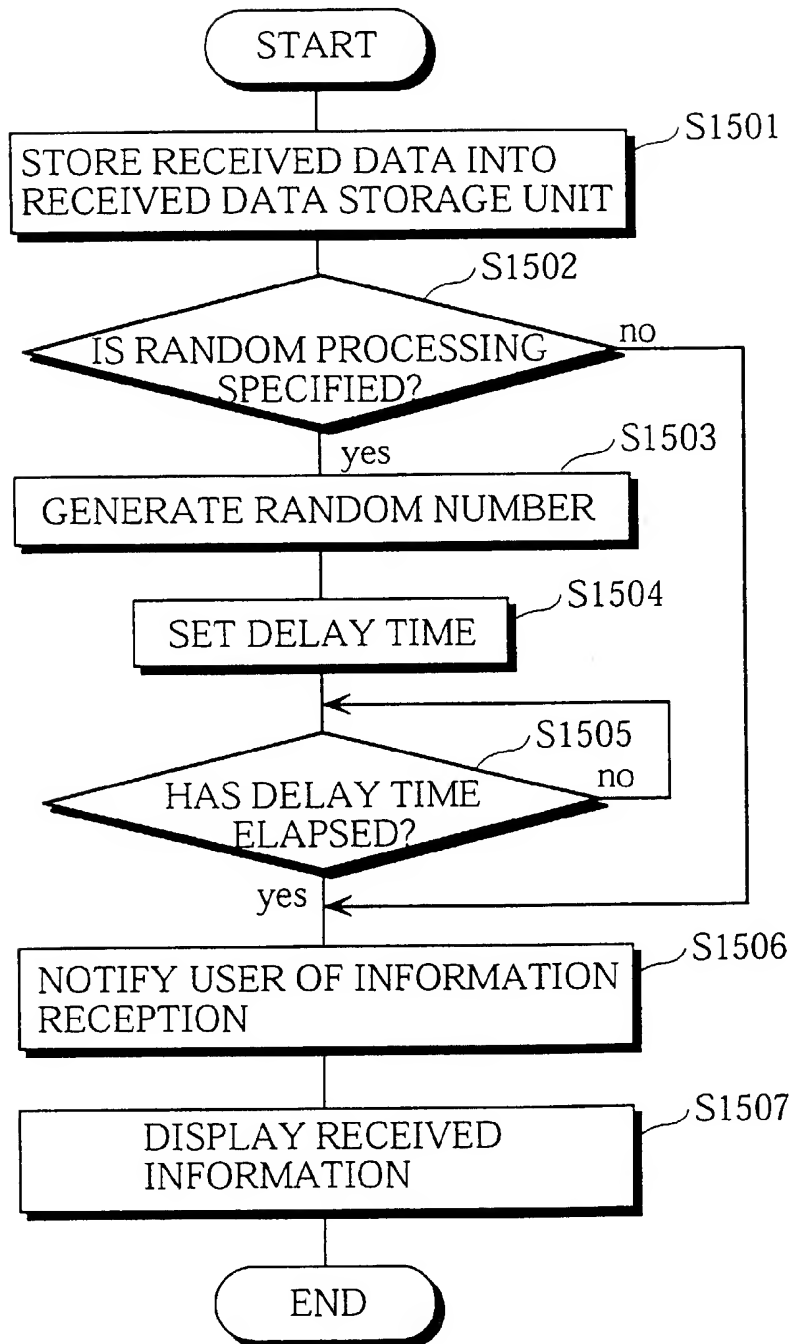 START
S1501
STORE RECEIVED DATA INTO
RECEIVED DATA STORAGE UNIT
S1502
IS RANDOM PROCESSING
SPECIFIED?
no
yes
S1503
GENERATE RANDOM NUMBER
S1504
SET DELAY TIME
S1505
HAS DELAY TIME
ELAPSED?
no
yes
S1506
NOTIFY USER OF INFORMATION
RECEPTION
S1507
DISPLAY RECEIVED
INFORMATION
END